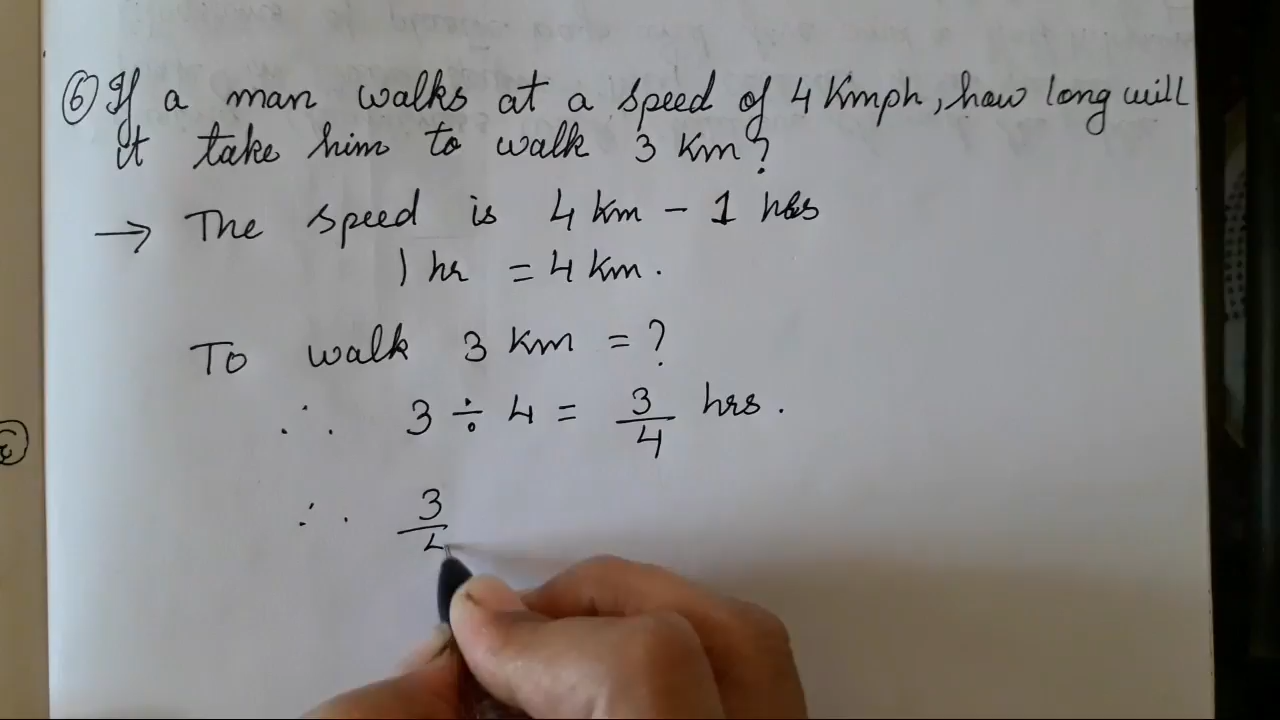 ⑥ If a man walks at a speed of 4 Kmph, how long will
it take him to walk 3 Km?
→ The speed is 4 km - 1 hrs
1 hr = 4 km.
To walk 3 Km = ?
∴ 3 ÷ 4 = 3/4 hrs.
∴ 3/4